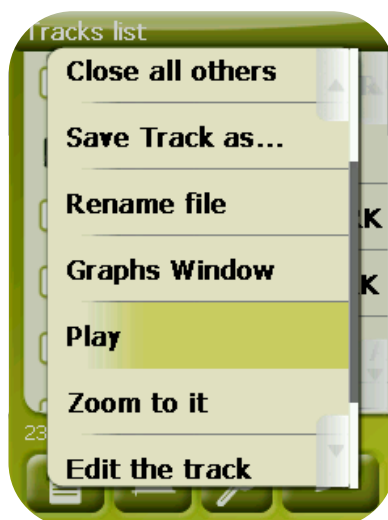 Tracks list
Close all others
Save Track as...
Rename file
K
Graphs Window
K
Play
Zoom to it
23
Edit the track